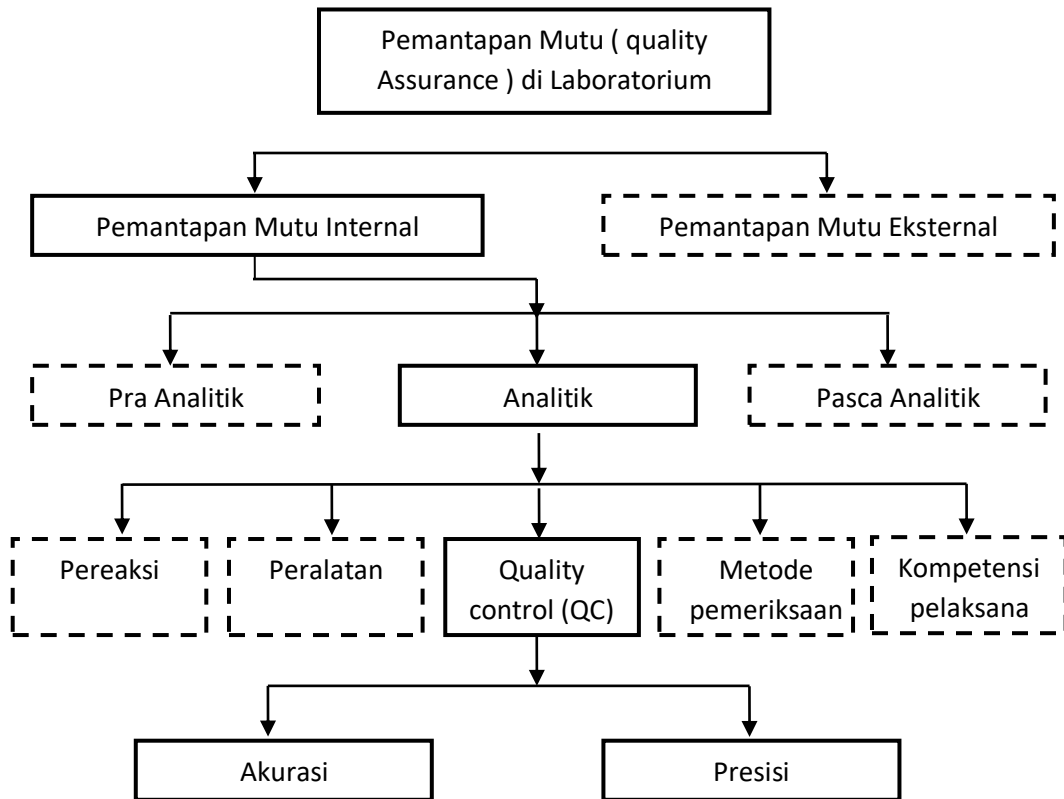 Pemantapan Mutu ( quality
Assurance ) di Laboratorium
Pemantapan Mutu Internal
Pemantapan Mutu Eksternal
Pra Analitik
Analitik
Pasca Analitik
Pereaksi
Peralatan
Quality
control (QC)
Metode
pemeriksaan
Kompetensi
pelaksana
Akurasi
Presisi